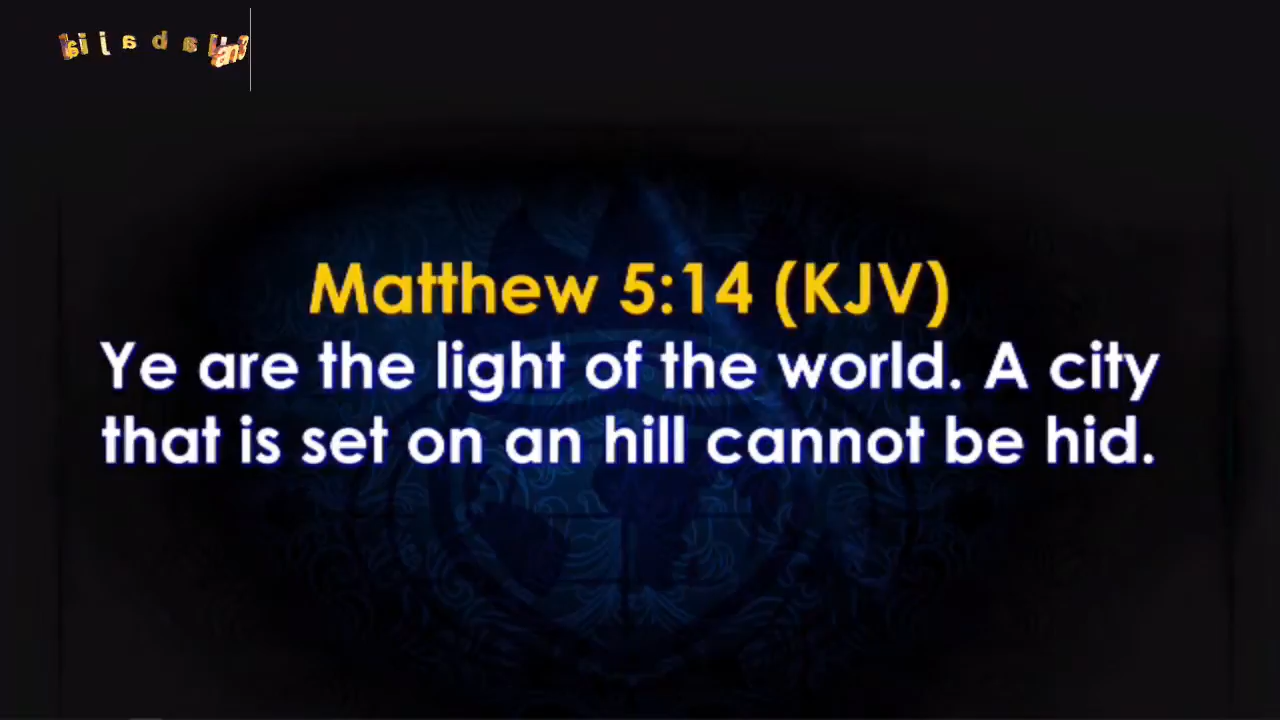 Matthew 5:14 (KJV)
Ye are the light of the world. A city
that is set on an hill cannot be hid.